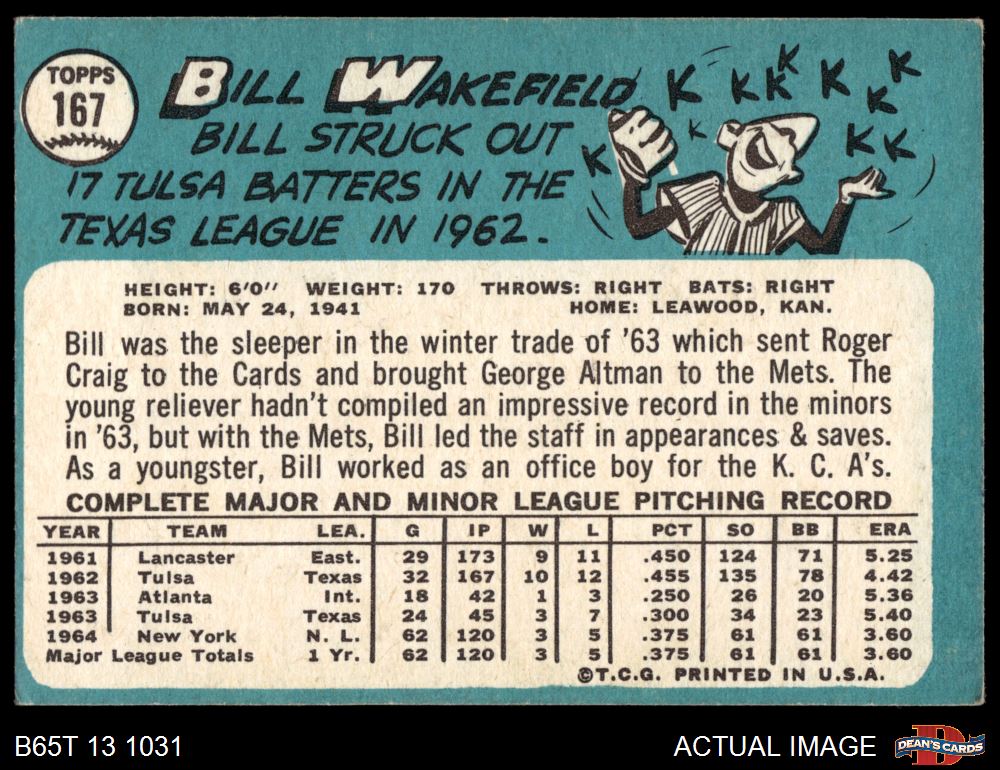 TOPPS
167
BILL WAKEFIELD
BILL STRUCK OUT
17 TULSA BATTERS IN THE
TEXAS LEAGUE IN 1962.
K K K K K K K K K K K
HEIGHT: 6'0" WEIGHT: 170 THROWS: RIGHT BATS: RIGHT
BORN: MAY 24, 1941 HOME: LEAWOOD, KAN.
Bill was the sleeper in the winter trade of '63 which sent Roger
Craig to the Cards and brought George Altman to the Mets. The
young reliever hadn't compiled an impressive record in the minors
in '63, but with the Mets, Bill led the staff in appearances & saves.
As a youngster, Bill worked as an office boy for the K. C. A's.
COMPLETE MAJOR AND MINOR LEAGUE PITCHING RECORD
YEAR TEAM LEA. G IP W L PCT SO BB ERA
1961 Lancaster East. 29 173 9 11 .450 124 71 5.25
1962 Tulsa Texas 32 167 10 12 .455 135 78 4.42
1963 Atlanta Int. 18 42 1 3 .250 26 20 5.36
1963 Tulsa Texas 24 45 3 7 .300 34 23 5.40
1964 New York N. L. 62 120 3 5 .375 61 61 3.60
Major League Totals 1 Yr. 62 120 3 5 .375 61 61 3.60
©T.C.G. PRINTED IN U.S.A.
B65T 13 1031 ACTUAL IMAGE DEAN'S CARDS